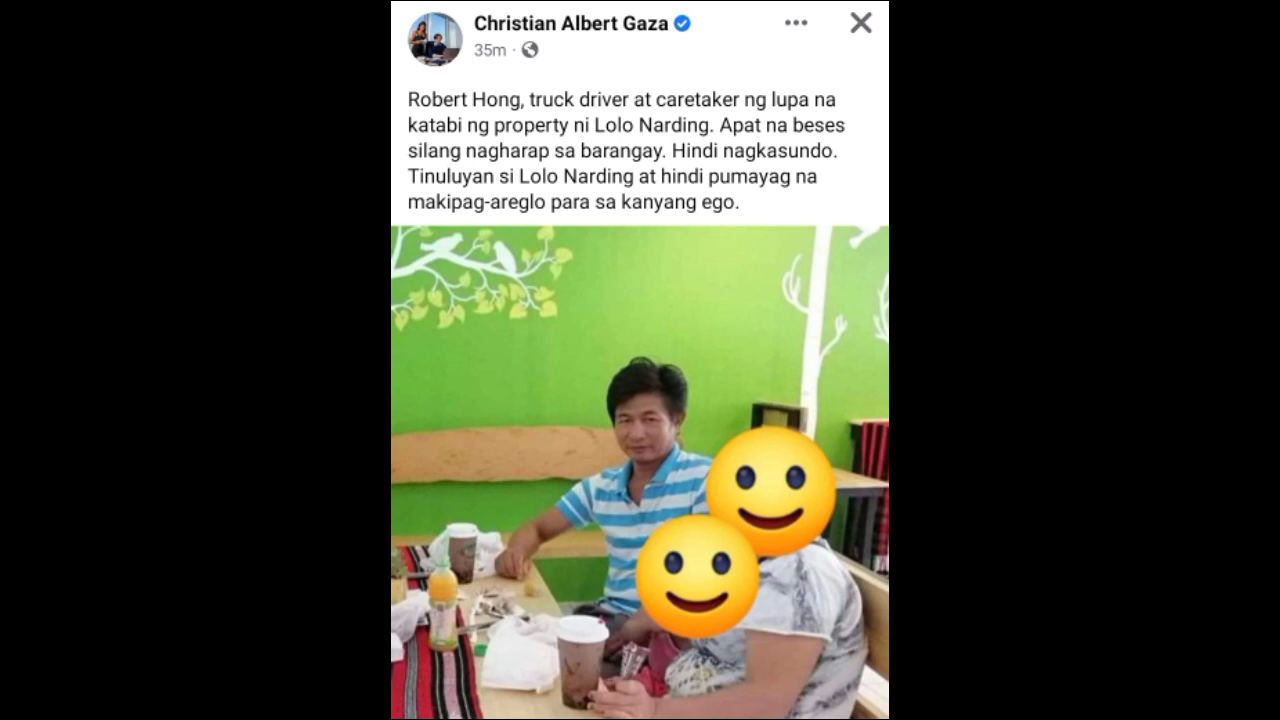 Christian Albert Gaza
35m
Robert Hong, truck driver at caretaker ng lupa na
katabi ng property ni Lolo Narding. Apat na beses
silang nagharap sa barangay. Hindi nagkasundo.
Tinuluyan si Lolo Narding at hindi pumayag na
makipag-areglo para sa kanyang ego.